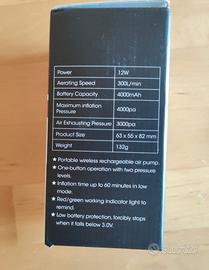 Power 12W
Aerating Speed 300L/min
Battery Capacity 4000mAh
Maximum Inflation
Pressure 4000pa
Air Exhausting Pressure 3000pa
Product Size 63 x 55 x 82 mm
Weight 132g
★ Portable wireless rechargeable air pump.
★ One-button operation with two pressure
levels.
★ Inflation time up to 60 minutes in low
mode.
★ Red/green working indicator light to
remind.
★ Low battery protection, forcibly stops
when it falls below 3.0V.
subito